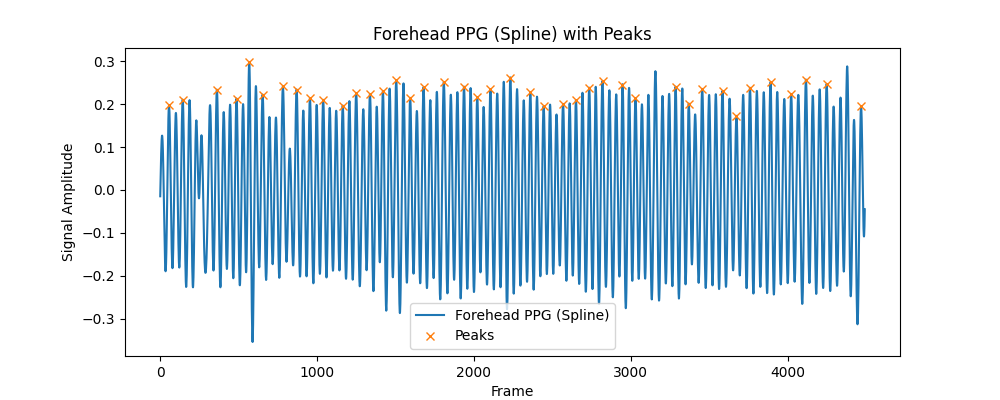 Forehead PPG (Spline) with Peaks
Signal Amplitude
0.3
0.2
0.1
0.0
−0.1
−0.2
−0.3
Forehead PPG (Spline)
Peaks
0
1000
2000
3000
4000
Frame